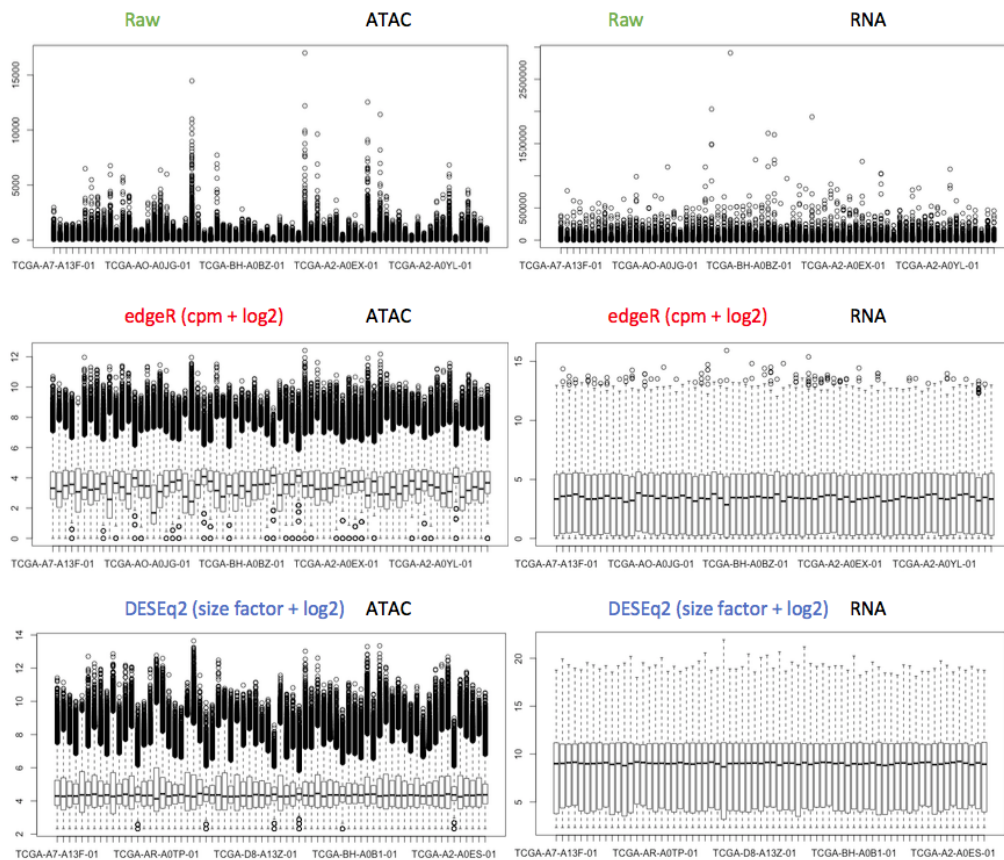 Raw ATAC
Raw RNA
15000
10000
5000
0
2500000
1500000
500000
0
TCGA-A7-A13F-01 TCGA-AO-A0JG-01 TCGA-BH-A0BZ-01 TCGA-A2-A0EX-01 TCGA-A2-A0YL-01
TCGA-A7-A13F-01 TCGA-AO-A0JG-01 TCGA-BH-A0BZ-01 TCGA-A2-A0EX-01 TCGA-A2-A0YL-01
edgeR (cpm + log2) ATAC
edgeR (cpm + log2) RNA
12
10
8
6
4
2
0
15
10
5
0
TCGA-A7-A13F-01 TCGA-AO-A0JG-01 TCGA-BH-A0BZ-01 TCGA-A2-A0EX-01 TCGA-A2-A0YL-01
TCGA-A7-A13F-01 TCGA-AO-A0JG-01 TCGA-BH-A0BZ-01 TCGA-A2-A0EX-01 TCGA-A2-A0YL-01
DESEq2 (size factor + log2) ATAC
DESEq2 (size factor + log2) RNA
14
12
10
8
6
4
2
20
15
10
5
TCGA-A7-A13F-01 TCGA-AR-A0TP-01 TCGA-D8-A13Z-01 TCGA-BH-A0B1-01 TCGA-A2-A0ES-01
TCGA-A7-A13F-01 TCGA-AR-A0TP-01 TCGA-D8-A13Z-01 TCGA-BH-A0B1-01 TCGA-A2-A0ES-01